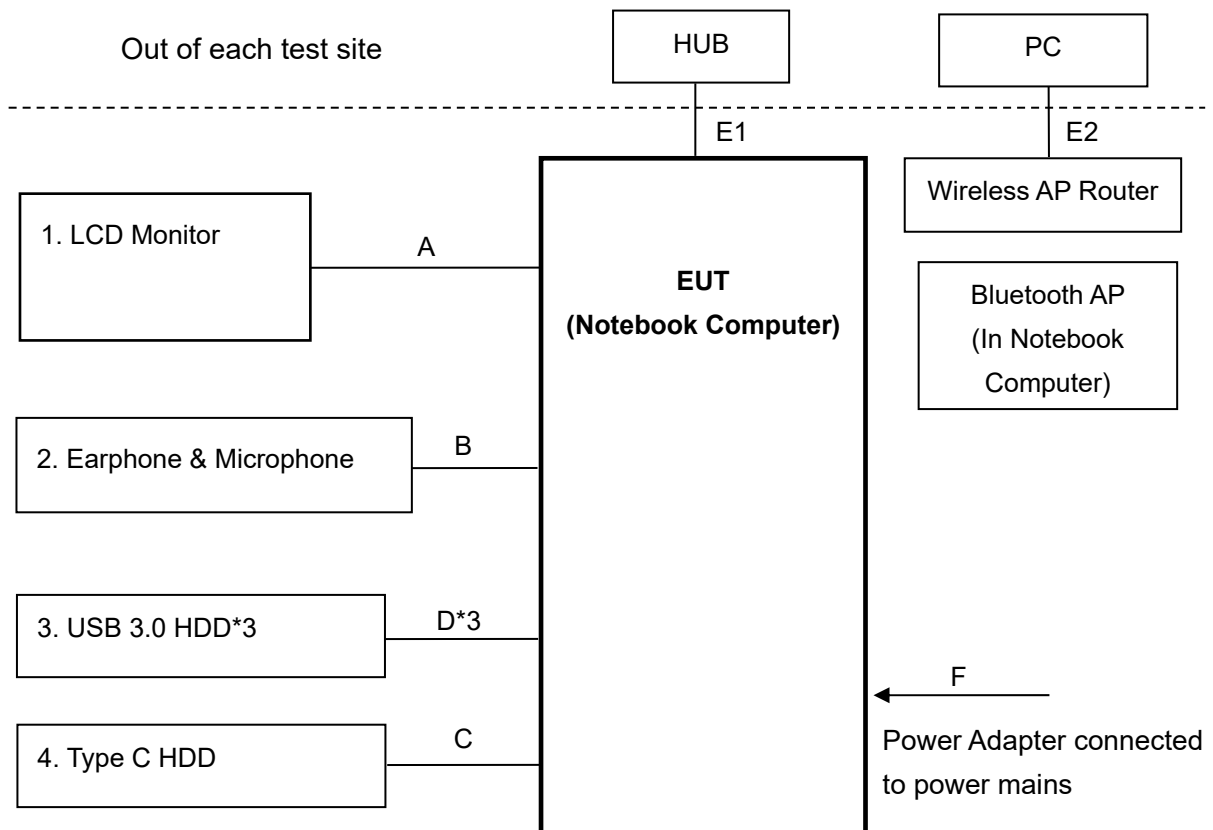 Out of each test site
HUB
PC
E1
E2
1. LCD Monitor
A
EUT
(Notebook Computer)
Wireless AP Router
Bluetooth AP
(In Notebook
Computer)
2. Earphone & Microphone
B
3. USB 3.0 HDD*3
D*3
4. Type C HDD
C
F
Power Adapter connected
to power mains